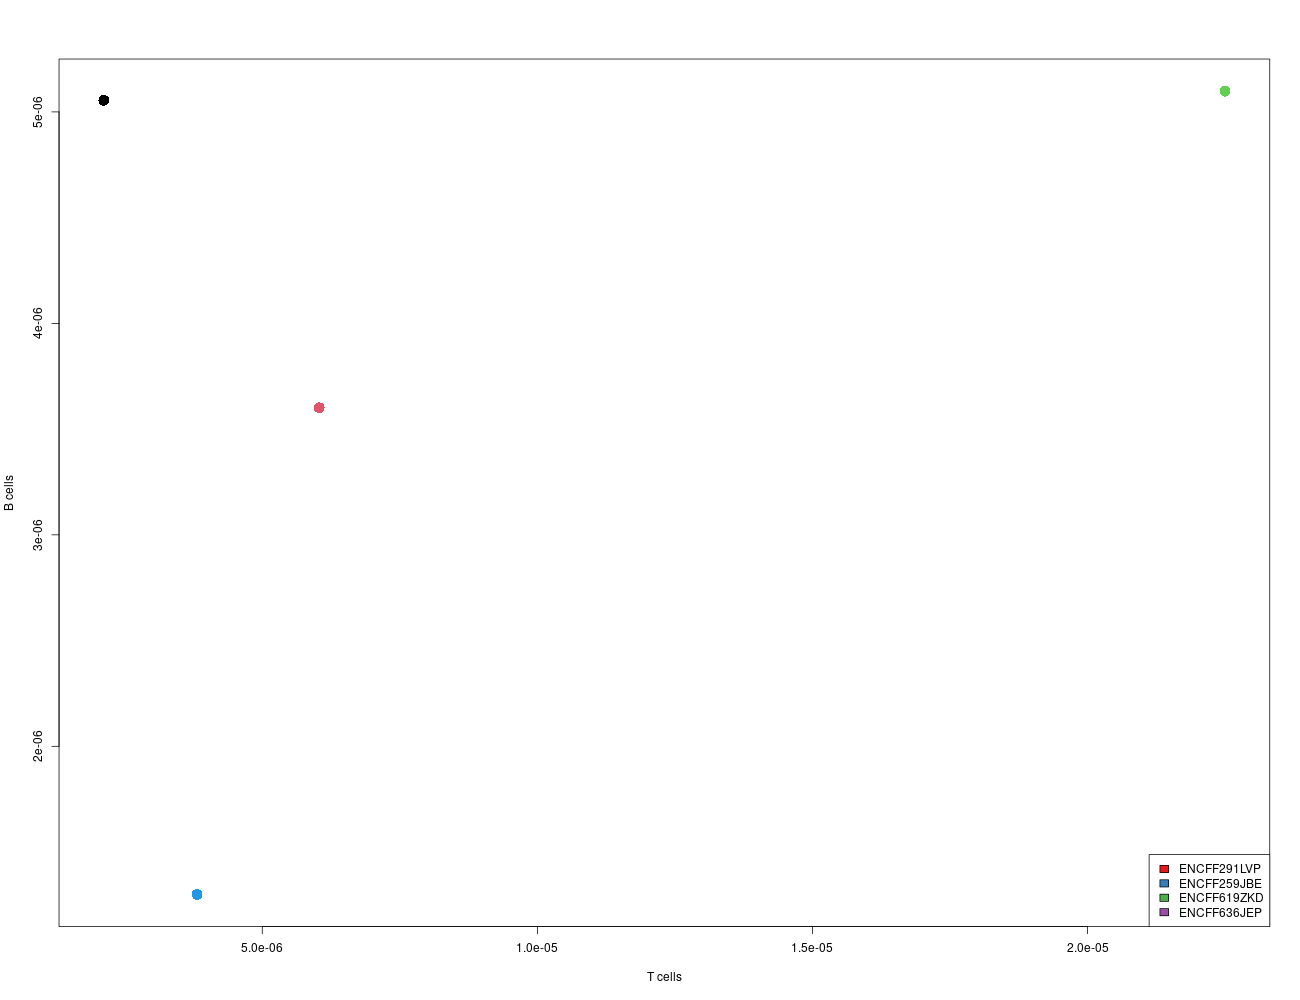 5e-06
4e-06
3e-06
2e-06
B cells
5.0e-06
1.0e-05
1.5e-05
2.0e-05
T cells
ENCFF291LVP
ENCFF259JBE
ENCFF619ZKD
ENCFF636JEP